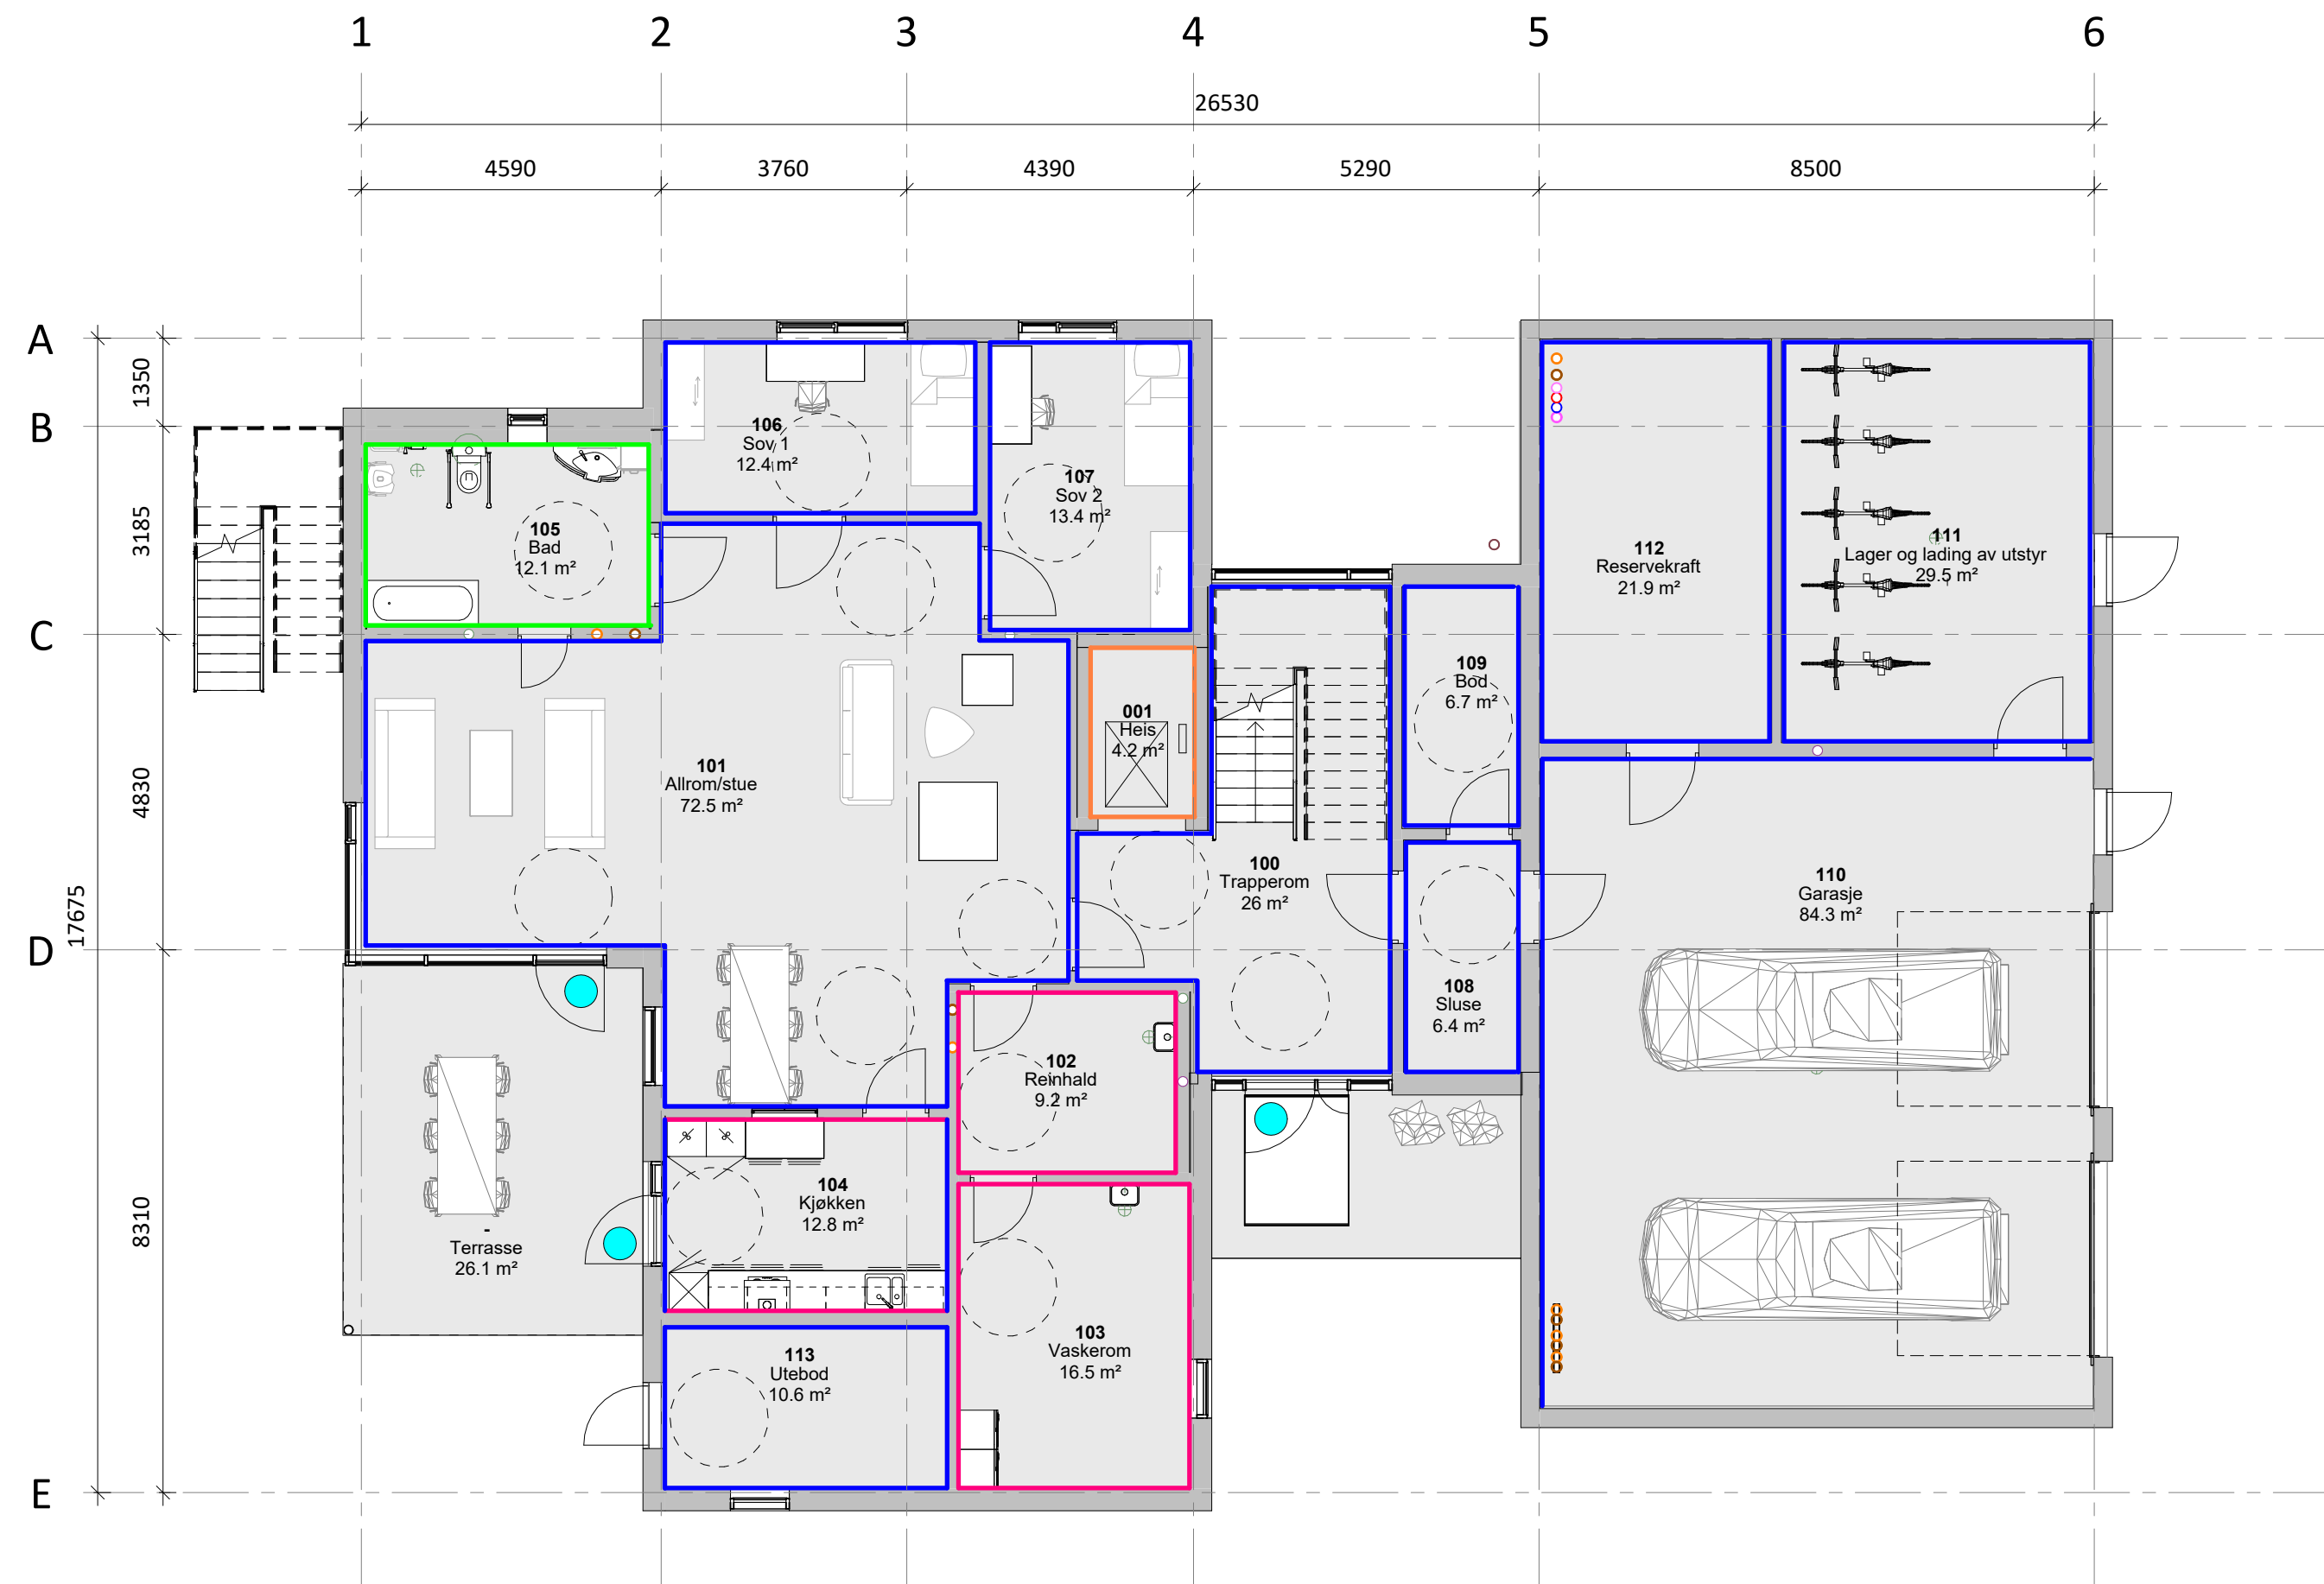 1 2 3 4 5 6
26530
4590 3760 4390 5290 8500
A
B
C
D
E
1350
3185
4830
8310
17675
106
Sov 1
12.4 m²
107
Sov 2
13.4 m²
105
Bad
12.1 m²
112
Reservekraft
21.9 m²
111
Lager og lading av utstyr
29.5 m²
109
Bod
6.7 m²
001
Heis
4.2 m²
101
Allrom/stue
72.5 m²
100
Trapperom
26 m²
110
Garasje
84.3 m²
108
Sluse
6.4 m²
102
Reinhald
9.2 m²
104
Kjøkken
12.8 m²
-
Terrasse
26.1 m²
103
Vaskerom
16.5 m²
113
Utebod
10.6 m²